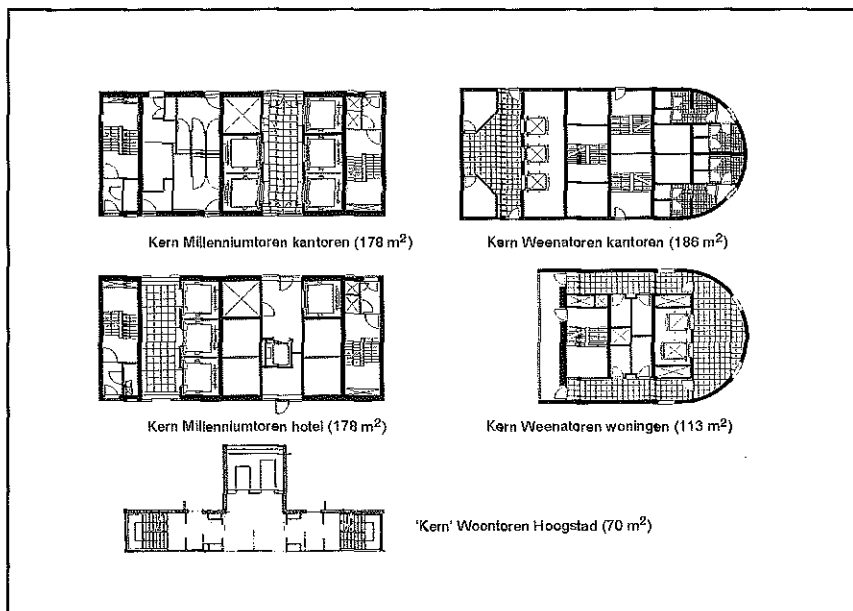 Kern Millenniumtoren kantoren (178 m²)
Kern Weenatoren kantoren (186 m²)
Kern Millenniumtoren hotel (178 m²)
Kern Weenatoren woningen (113 m²)
'Kern' Woontoren Hoogstad (70 m²)